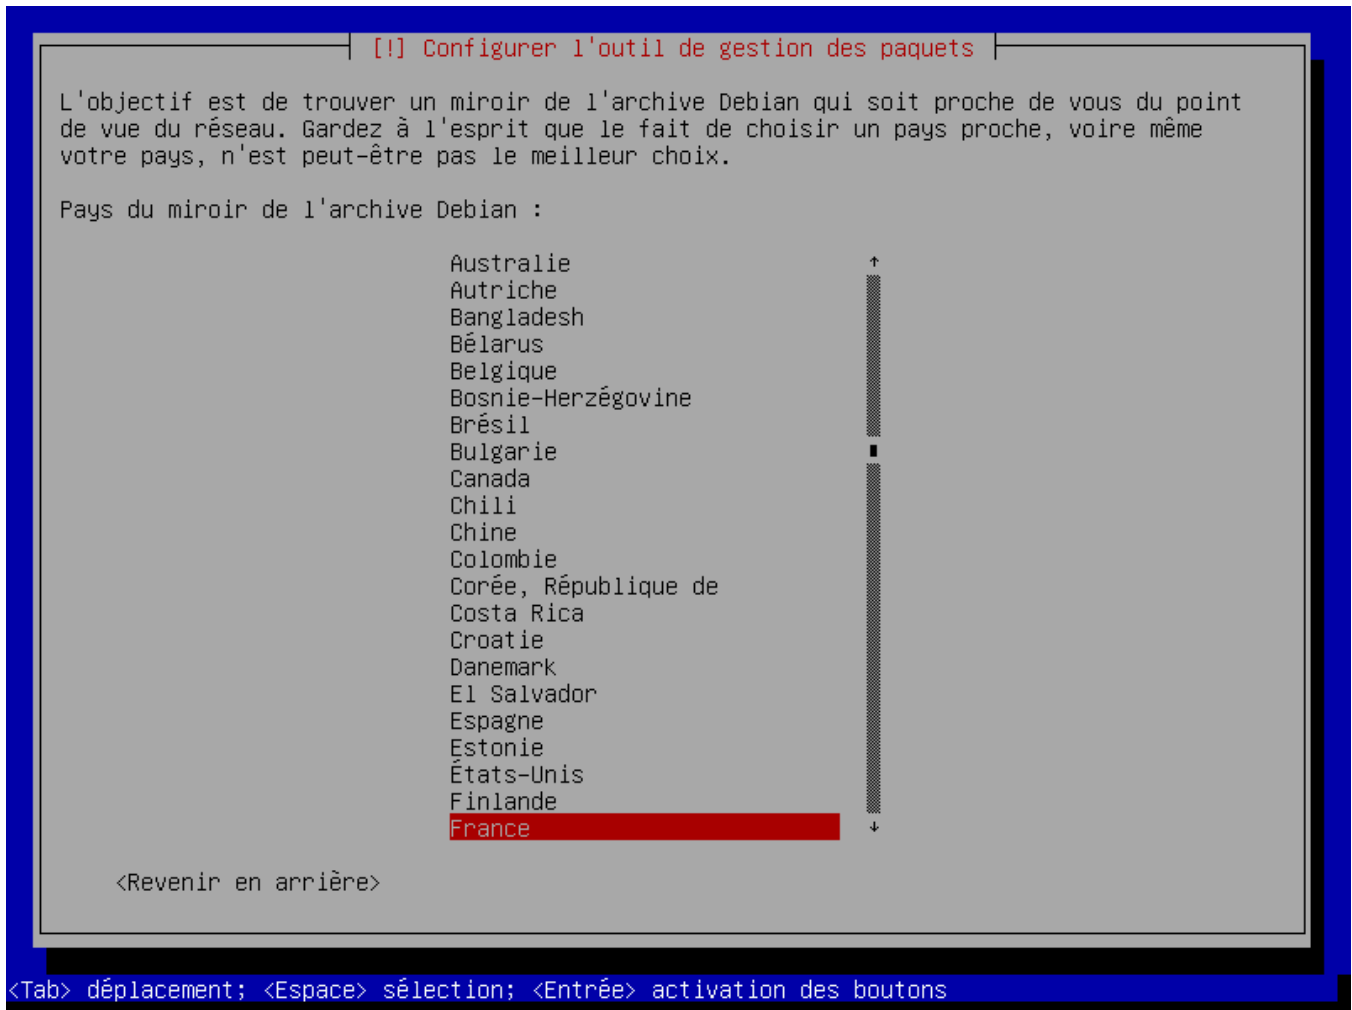 [!] Configurer l'outil de gestion des paquets
L'objectif est de trouver un miroir de l'archive Debian qui soit proche de vous du point
de vue du réseau. Gardez à l'esprit que le fait de choisir un pays proche, voire même
votre pays, n'est peut-être pas le meilleur choix.
Pays du miroir de l'archive Debian :
Australie
Autriche
Bangladesh
Bélarus
Belgique
Bosnie-Herzégovine
Brésil
Bulgarie
Canada
Chili
Chine
Colombie
Corée, République de
Costa Rica
Croatie
Danemark
El Salvador
Espagne
Estonie
États-Unis
Finlande
France
<Revenir en arrière>
<Tab> déplacement; <Espace> sélection; <Entrée> activation des boutons